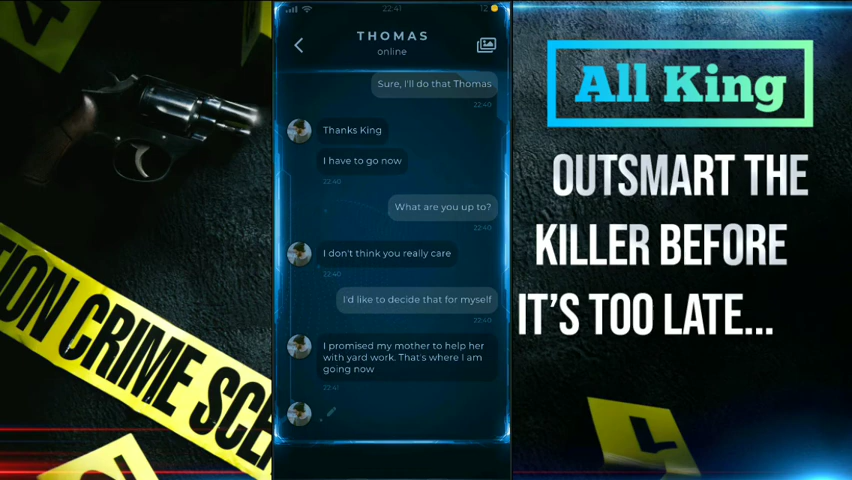 4
22:41
12
THOMAS
online
Sure, I'll do that Thomas
22:40
Thanks King
I have to go now
22:40
What are you up to?
22:40
I don't think you really care
22:40
I'd like to decide that for myself
22:40
I promised my mother to help her
with yard work. That's where I am
going now
22:41
TION CRIME SCE
All King
OUTSMART THE
KILLER BEFORE
IT'S TOO LATE...